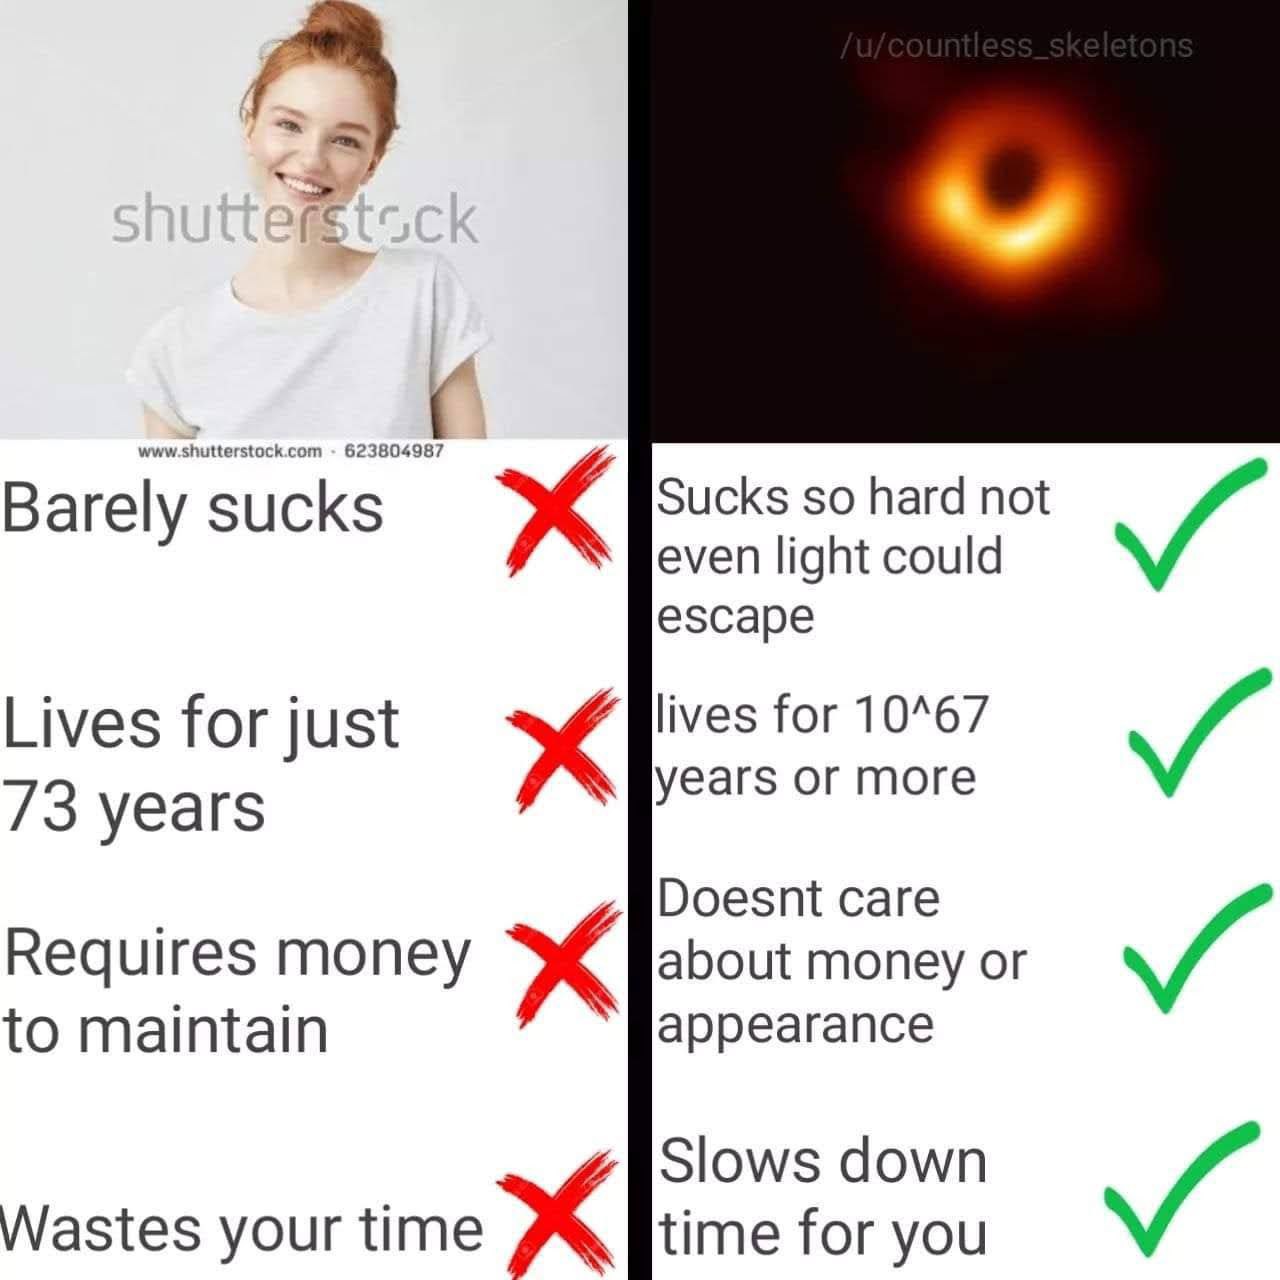 /u/countless_skeletons
shutterstock
www.shutterstock.com · 623804987
Barely sucks
Lives for just
73 years
Requires money
to maintain
Wastes your time
Sucks so hard not
even light could
escape
lives for 10^67
years or more
Doesnt care
about money or
appearance
Slows down
time for you